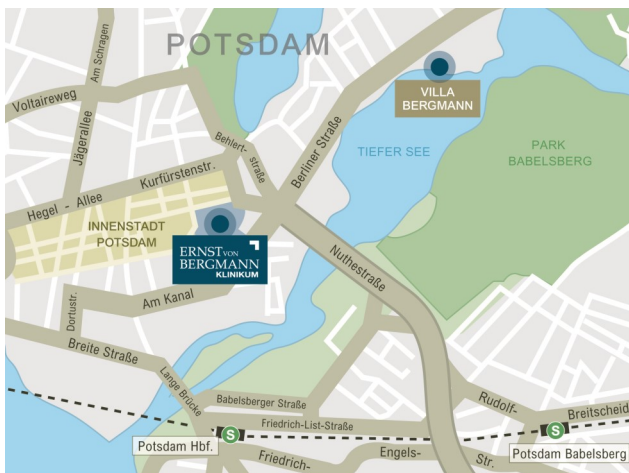 POTSDAM
Am Schragen
Voltaireweg
Jägerallee
VILLA
BERGMANN
Behlert-
straße
Berliner Straße
TIEFER SEE
PARK
BABELSBERG
Kurfürstenstr.
Hegel - Allee
INNENSTADT
POTSDAM
ERNST VON
BERGMANN
KLINIKUM
Nuthestraße
Am Kanal
Dortustr.
Breite Straße
Lange Brücke
Babelsberger Straße
Friedrich-List-Straße
Rudolf-
Breitscheid
S
S
Potsdam Hbf.
Friedrich-
Engels-
Str.
Potsdam Babelsberg